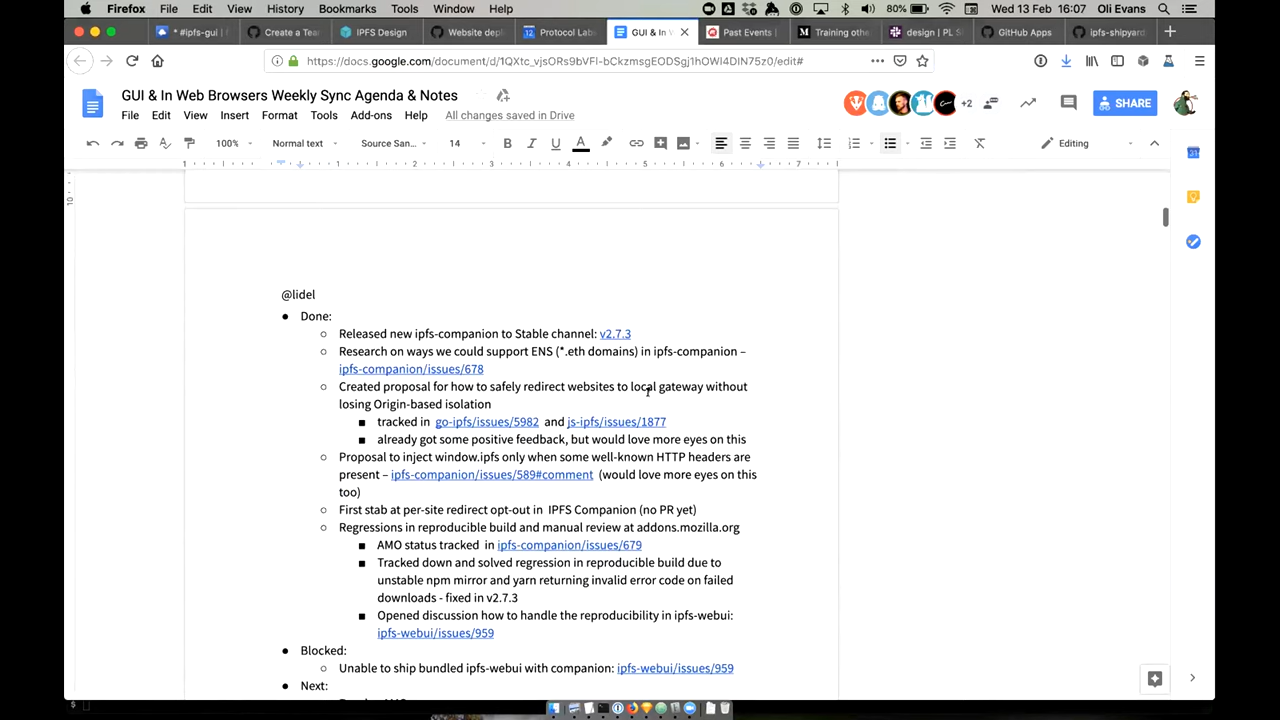 Firefox File Edit View History Bookmarks Tools Window Help 80% Wed 13 Feb 16:07 Oli Evans
* #ipfs-gui | Create a Tea IPFS Design Website depl Protocol Labs GUI & In W Past Events | Training othe design | PL S GitHub Apps ipfs-shipyard
https://docs.google.com/document/d/1QXtc_vjsORs9bVFI-bCkzmsgEODSgj1hOWl4DIN75z0/edit#
GUI & In Web Browsers Weekly Sync Agenda & Notes
+2
SHARE
File Edit View Insert Format Tools Add-ons Help All changes saved in Drive
100% Normal text Source San... 14 B I U A Editing
1 1 2 3 4 5 6 7
10
@lidel
● Done:
○ Released new ipfs-companion to Stable channel: v2.7.3
○ Research on ways we could support ENS (*.eth domains) in ipfs-companion –
ipfs-companion/issues/678
○ Created proposal for how to safely redirect websites to local gateway without
losing Origin-based isolation
■ tracked in go-ipfs/issues/5982 and js-ipfs/issues/1877
■ already got some positive feedback, but would love more eyes on this
○ Proposal to inject window.ipfs only when some well-known HTTP headers are
present – ipfs-companion/issues/589#comment (would love more eyes on this
too)
○ First stab at per-site redirect opt-out in IPFS Companion (no PR yet)
○ Regressions in reproducible build and manual review at addons.mozilla.org
■ AMO status tracked in ipfs-companion/issues/679
■ Tracked down and solved regression in reproducible build due to
unstable npm mirror and yarn returning invalid error code on failed
downloads - fixed in v2.7.3
■ Opened discussion how to handle the reproducibility in ipfs-webui:
ipfs-webui/issues/959
● Blocked:
○ Unable to ship bundled ipfs-webui with companion: ipfs-webui/issues/959
● Next: